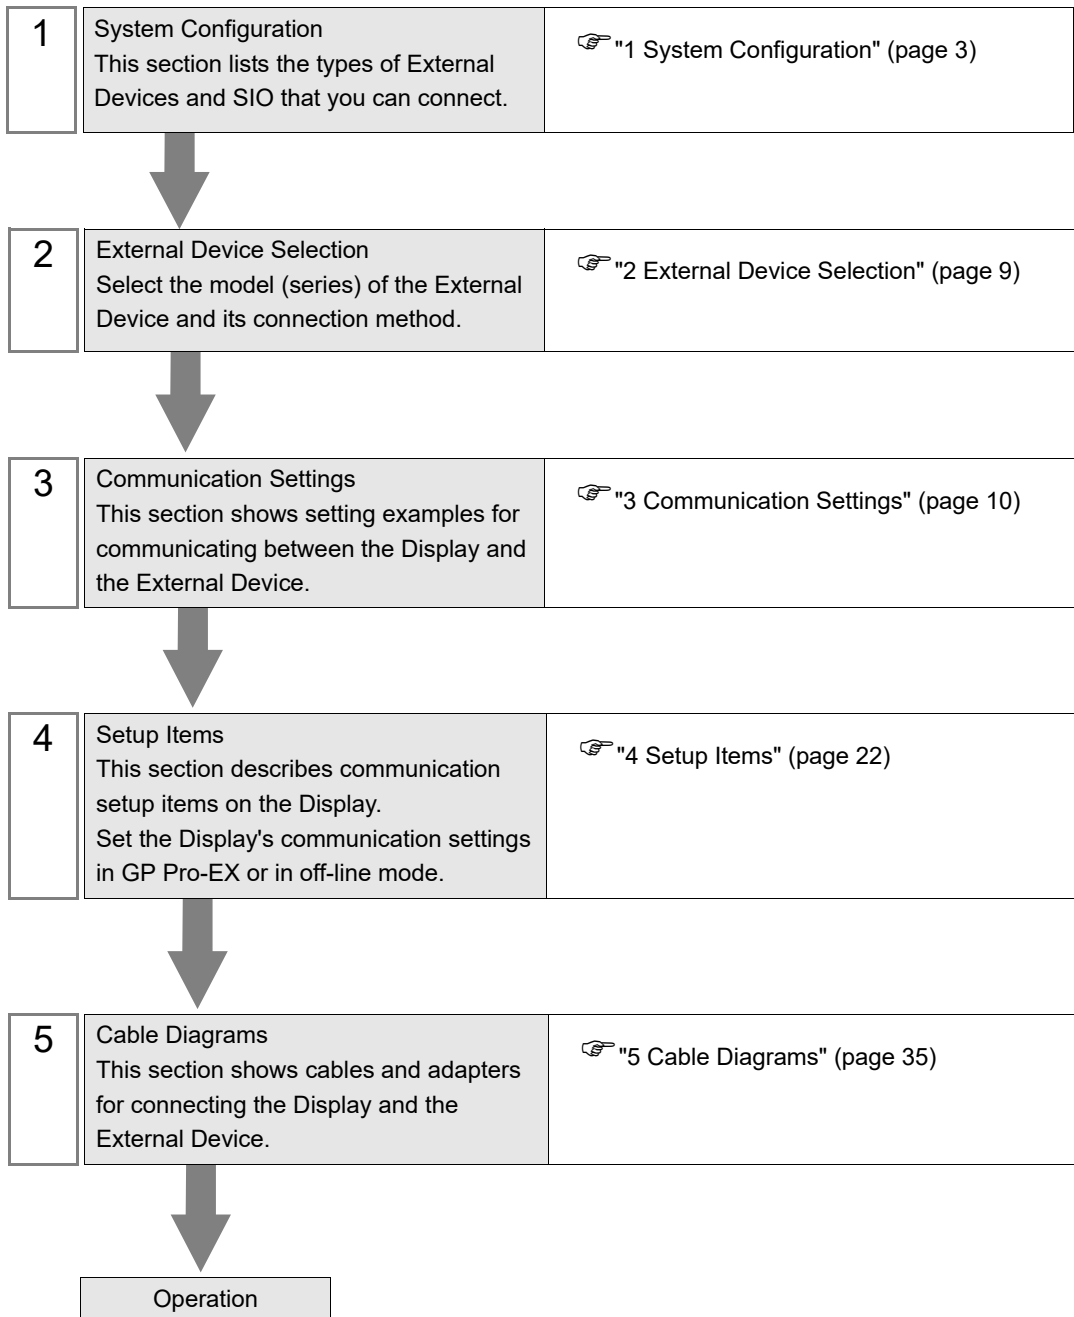 1
System Configuration
This section lists the types of External
Devices and SIO that you can connect.
"1 System Configuration" (page 3)
2
External Device Selection
Select the model (series) of the External
Device and its connection method.
"2 External Device Selection" (page 9)
3
Communication Settings
This section shows setting examples for
communicating between the Display and
the External Device.
"3 Communication Settings" (page 10)
4
Setup Items
This section describes communication
setup items on the Display.
Set the Display's communication settings
in GP Pro-EX or in off-line mode.
"4 Setup Items" (page 22)
5
Cable Diagrams
This section shows cables and adapters
for connecting the Display and the
External Device.
"5 Cable Diagrams" (page 35)
Operation